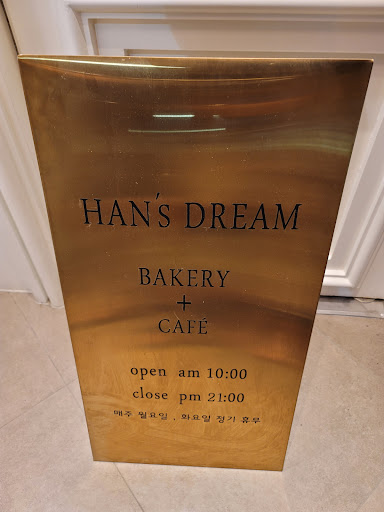 HAN's DREAM
BAKERY
+
CAFÉ
open am 10:00
close pm 21:00
매주 월요일 , 화요일 정기 휴무